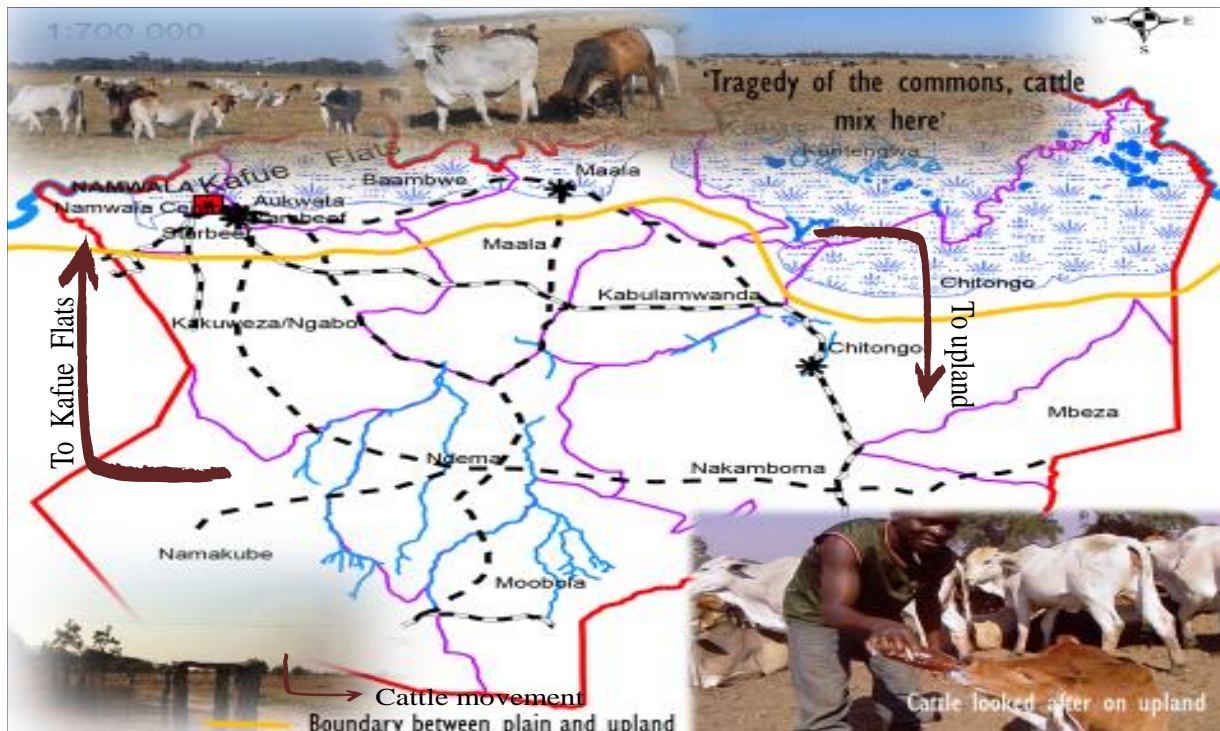 1:700 000
W E
S
'Tragedy of the commons, cattle
mix here'
Kafue Flats
Kantengwa
Maala
Baambwe
NAMWALA
Namwala
Aukwata
Starbeef
Maala
Chitongo
Kabulamwanda
To Kafue Flats
To upland
Kakuweza/Ngabo
Chitongo
Mbeza
Ndema
Nakamboma
Namakube
Moobola
Cattle movement
Boundary between plain and upland
Cattle looked after on upland